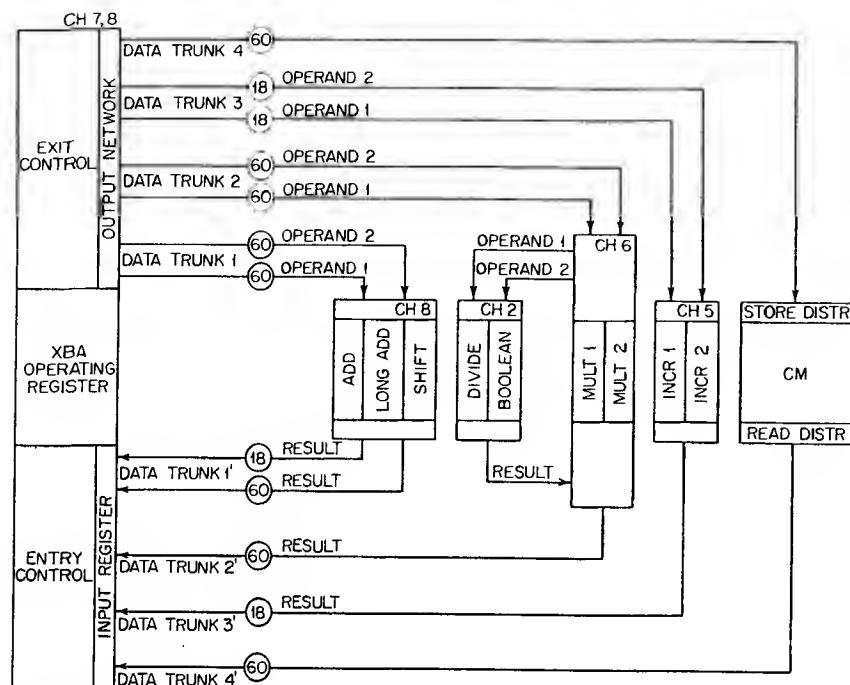 CH 7,8
EXIT CONTROL
OUTPUT NETWORK
DATA TRUNK 4
60
18
OPERAND 2
DATA TRUNK 3
18
OPERAND 1
60
OPERAND 2
DATA TRUNK 2
60
OPERAND 1
60
OPERAND 2
DATA TRUNK 1
60
OPERAND 1
OPERAND 1
OPERAND 2
CH 6
MULT 1
MULT 2
CH 8
ADD
LONG ADD
SHIFT
CH 2
DIVIDE
BOOLEAN
CH 5
INCR 1
INCR 2
STORE DISTR
CM
READ DISTR
XBA
OPERATING
REGISTER
18
RESULT
DATA TRUNK 1'
60
RESULT
RESULT
ENTRY
CONTROL
INPUT REGISTER
60
RESULT
DATA TRUNK 2'
18
RESULT
DATA TRUNK 3'
60
DATA TRUNK 4'